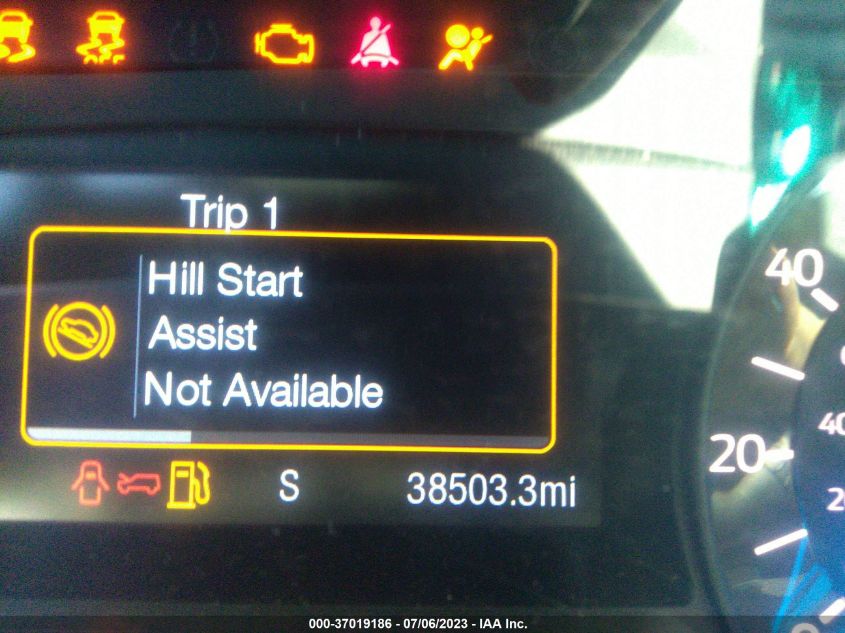 Trip 1
Hill Start
Assist
Not Available
S
38503.3mi
40
20
000-37019186 - 07/06/2023 - IAA Inc.